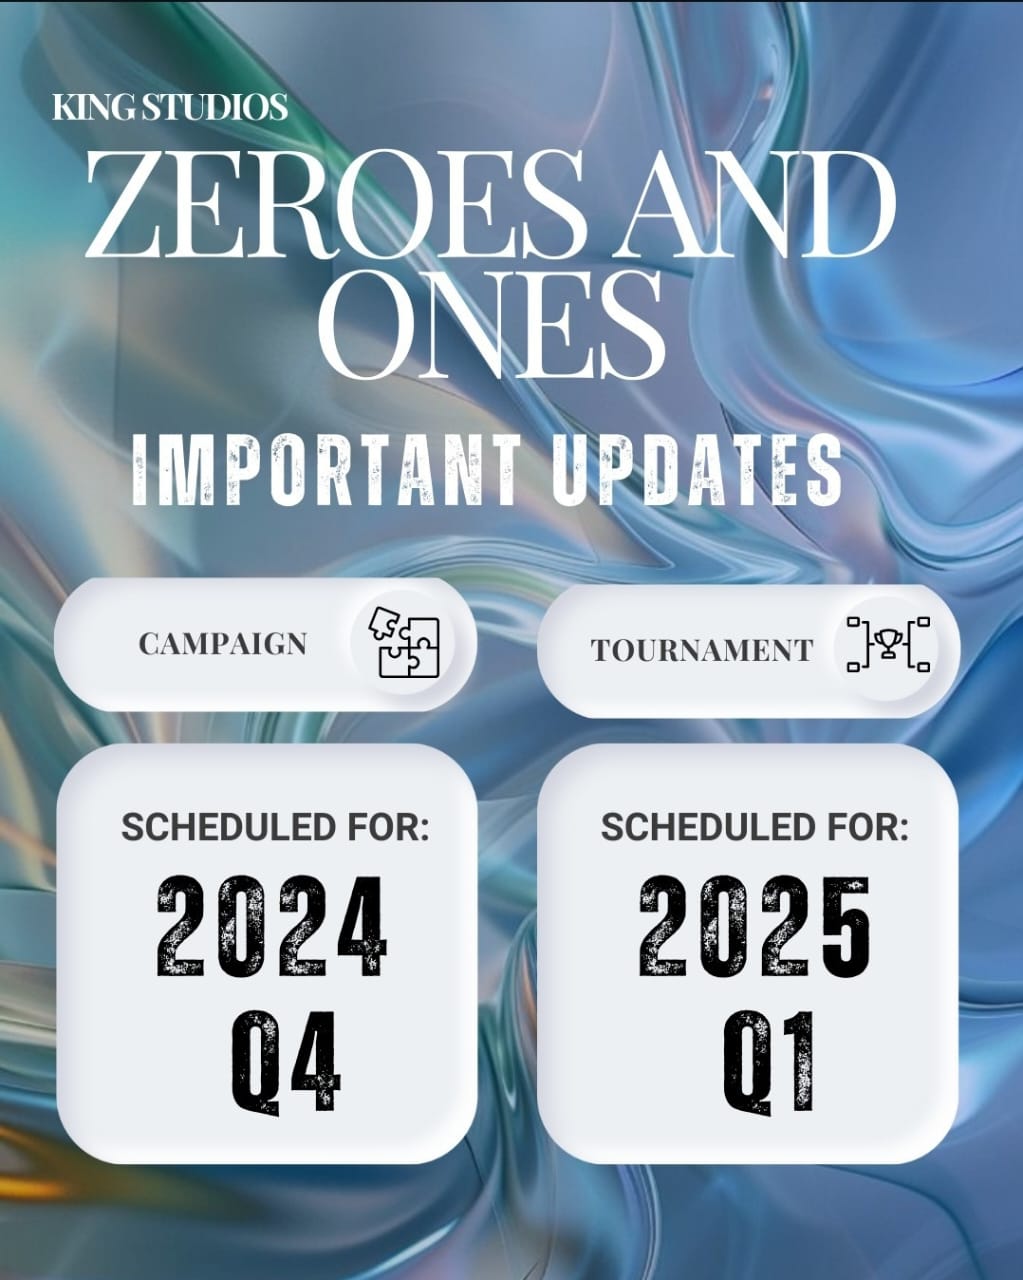 KING STUDIOS
ZEROES AND
ONES
IMPORTANT UPDATES
CAMPAIGN
TOURNAMENT
SCHEDULED FOR:
2024
Q4
SCHEDULED FOR:
2025
Q1